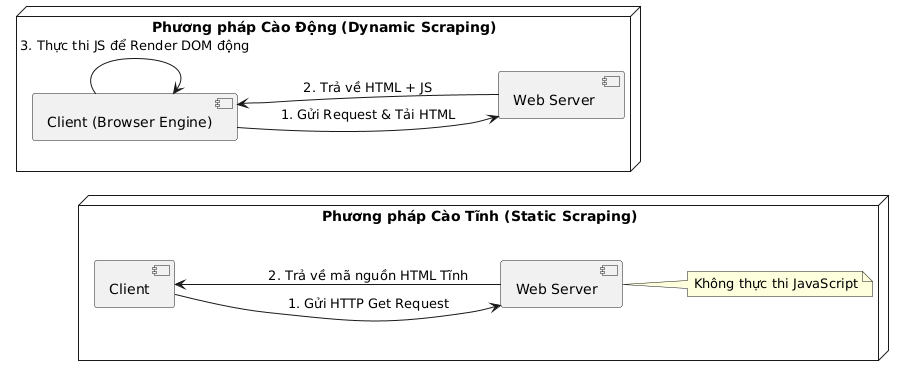 Phương pháp Cào Động (Dynamic Scraping)
3. Thực thi JS để Render DOM động
2. Trả về HTML + JS
Web Server
1. Gửi Request & Tải HTML
Client (Browser Engine)
Phương pháp Cào Tĩnh (Static Scraping)
2. Trả về mã nguồn HTML Tĩnh
Client
Web Server
Không thực thi JavaScript
1. Gửi HTTP Get Request